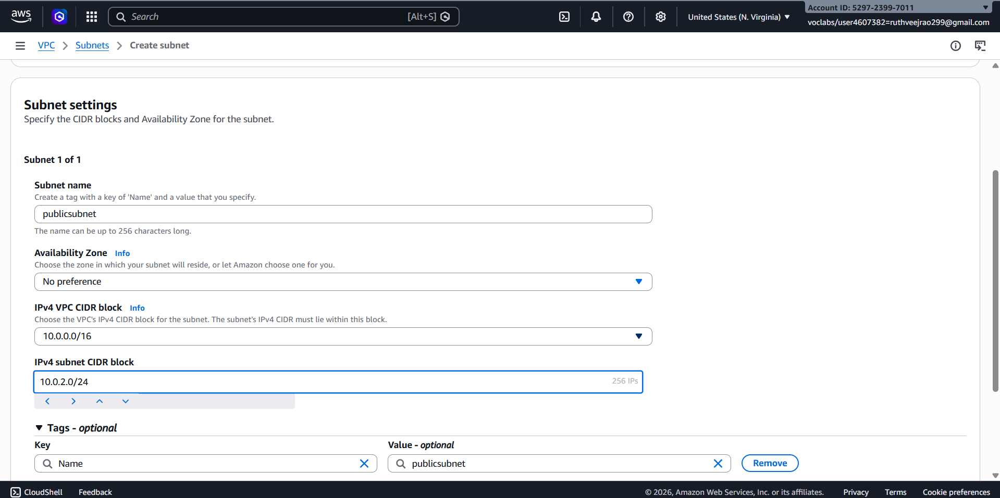 aws
Search
[Alt+S]
United States (N. Virginia)
Account ID: 5297-2399-7011
voclabs/user4607382=ruthveejrao299@gmail.com
VPC
Subnets
Create subnet
Subnet settings
Specify the CIDR blocks and Availability Zone for the subnet.
Subnet 1 of 1
Subnet name
Create a tag with a key of 'Name' and a value that you specify.
publicsubnet
The name can be up to 256 characters long.
Availability Zone Info
Choose the zone in which your subnet will reside, or let Amazon choose one for you.
No preference
IPv4 VPC CIDR block Info
Choose the VPC's IPv4 CIDR block for the subnet. The subnet's IPv4 CIDR must lie within this block.
10.0.0.0/16
IPv4 subnet CIDR block
10.0.2.0/24 256 IPs
Tags - optional
Key Value - optional
Name publicsubnet Remove
CloudShell Feedback © 2026, Amazon Web Services, Inc. or its affiliates. Privacy Terms Cookie preferences